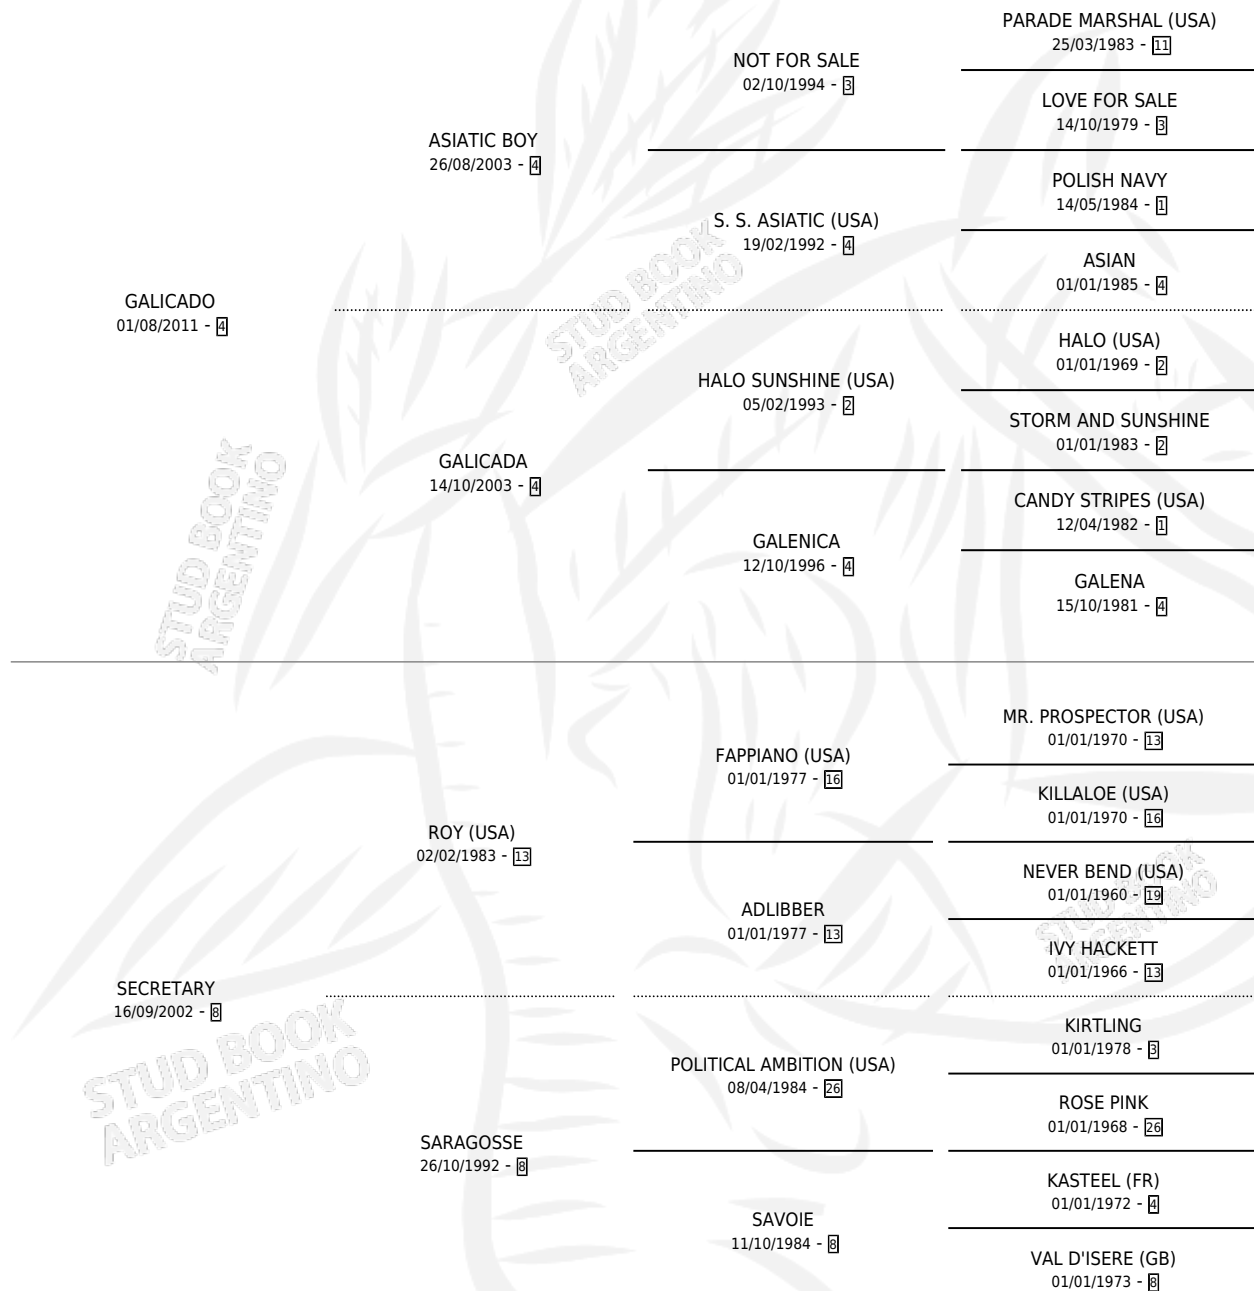 PARADE MARSHAL (USA)
25/03/1983 - 11
NOT FOR SALE
02/10/1994 - 3
LOVE FOR SALE
14/10/1979 - 3
ASIATIC BOY
26/08/2003 - 4
POLISH NAVY
14/05/1984 - 1
S. S. ASIATIC (USA)
19/02/1992 - 4
ASIAN
01/01/1985 - 4
GALICADO
01/08/2011 - 4
HALO (USA)
01/01/1969 - 2
HALO SUNSHINE (USA)
05/02/1993 - 2
STORM AND SUNSHINE
01/01/1983 - 2
GALICADA
14/10/2003 - 4
CANDY STRIPES (USA)
12/04/1982 - 1
GALENICA
12/10/1996 - 4
GALENA
15/10/1981 - 4
STUD BOOK
ARGENTINO
STUD BOOK
ARGENTINO
MR. PROSPECTOR (USA)
01/01/1970 - 13
FAPPIANO (USA)
01/01/1977 - 16
KILLALOE (USA)
01/01/1970 - 16
ROY (USA)
02/02/1983 - 13
NEVER BEND (USA)
01/01/1960 - 19
ADLIBBER
01/01/1977 - 13
IVY HACKETT
01/01/1966 - 13
SECRETARY
16/09/2002 - 8
KIRTLING
01/01/1978 - 3
POLITICAL AMBITION (USA)
08/04/1984 - 26
ROSE PINK
01/01/1968 - 26
SARAGOSSE
26/10/1992 - 8
KASTEEL (FR)
01/01/1972 - 4
SAVOIE
11/10/1984 - 8
VAL D'ISERE (GB)
01/01/1973 - 8
STUD BOOK
ARGENTINO
STUD BOOK
ARGENTINO